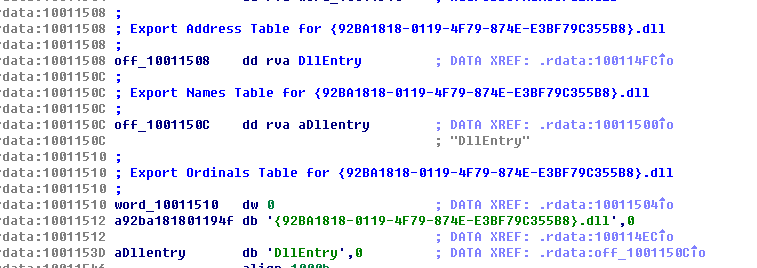 rdata:10011508 ;
rdata:10011508 ; Export Address Table for {92BA1818-0119-4F79-874E-E3BF79C355B8}.dll
rdata:10011508 ;
rdata:10011508 off_10011508 dd rva DllEntry ; DATA XREF: .rdata:100114FC↑o
rdata:1001150C ;
rdata:1001150C ; Export Names Table for {92BA1818-0119-4F79-874E-E3BF79C355B8}.dll
rdata:1001150C ;
rdata:1001150C off_1001150C dd rva aDllentry ; DATA XREF: .rdata:10011500↑o
rdata:1001150C ; "DllEntry"
rdata:10011510 ;
rdata:10011510 ; Export Ordinals Table for {92BA1818-0119-4F79-874E-E3BF79C355B8}.dll
rdata:10011510 ;
rdata:10011510 word_10011510 dw 0 ; DATA XREF: .rdata:10011504↑o
rdata:10011512 a92ba181801194f db '{92BA1818-0119-4F79-874E-E3BF79C355B8}.dll',0
rdata:10011512 ; DATA XREF: .rdata:100114EC↑o
rdata:1001153D aDllentry db 'DllEntry',0 ; DATA XREF: .rdata:off_1001150C↑o